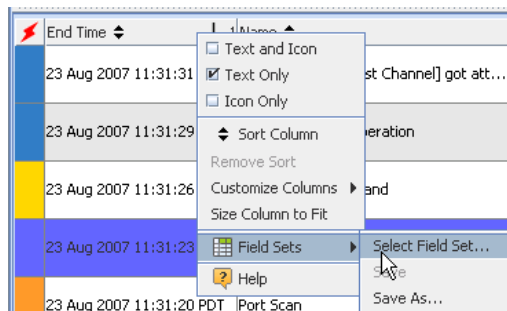 End Time 1 Name
Text and Icon
23 Aug 2007 11:31:31 Text Only st Channel] got att...
Icon Only
23 Aug 2007 11:31:29 Sort Column eration
Remove Sort
23 Aug 2007 11:31:26 Customize Columns and
Size Column to Fit
23 Aug 2007 11:31:23 Field Sets Select Field Set...
Help Save
23 Aug 2007 11:31:20 PDT Port Scan Save As...